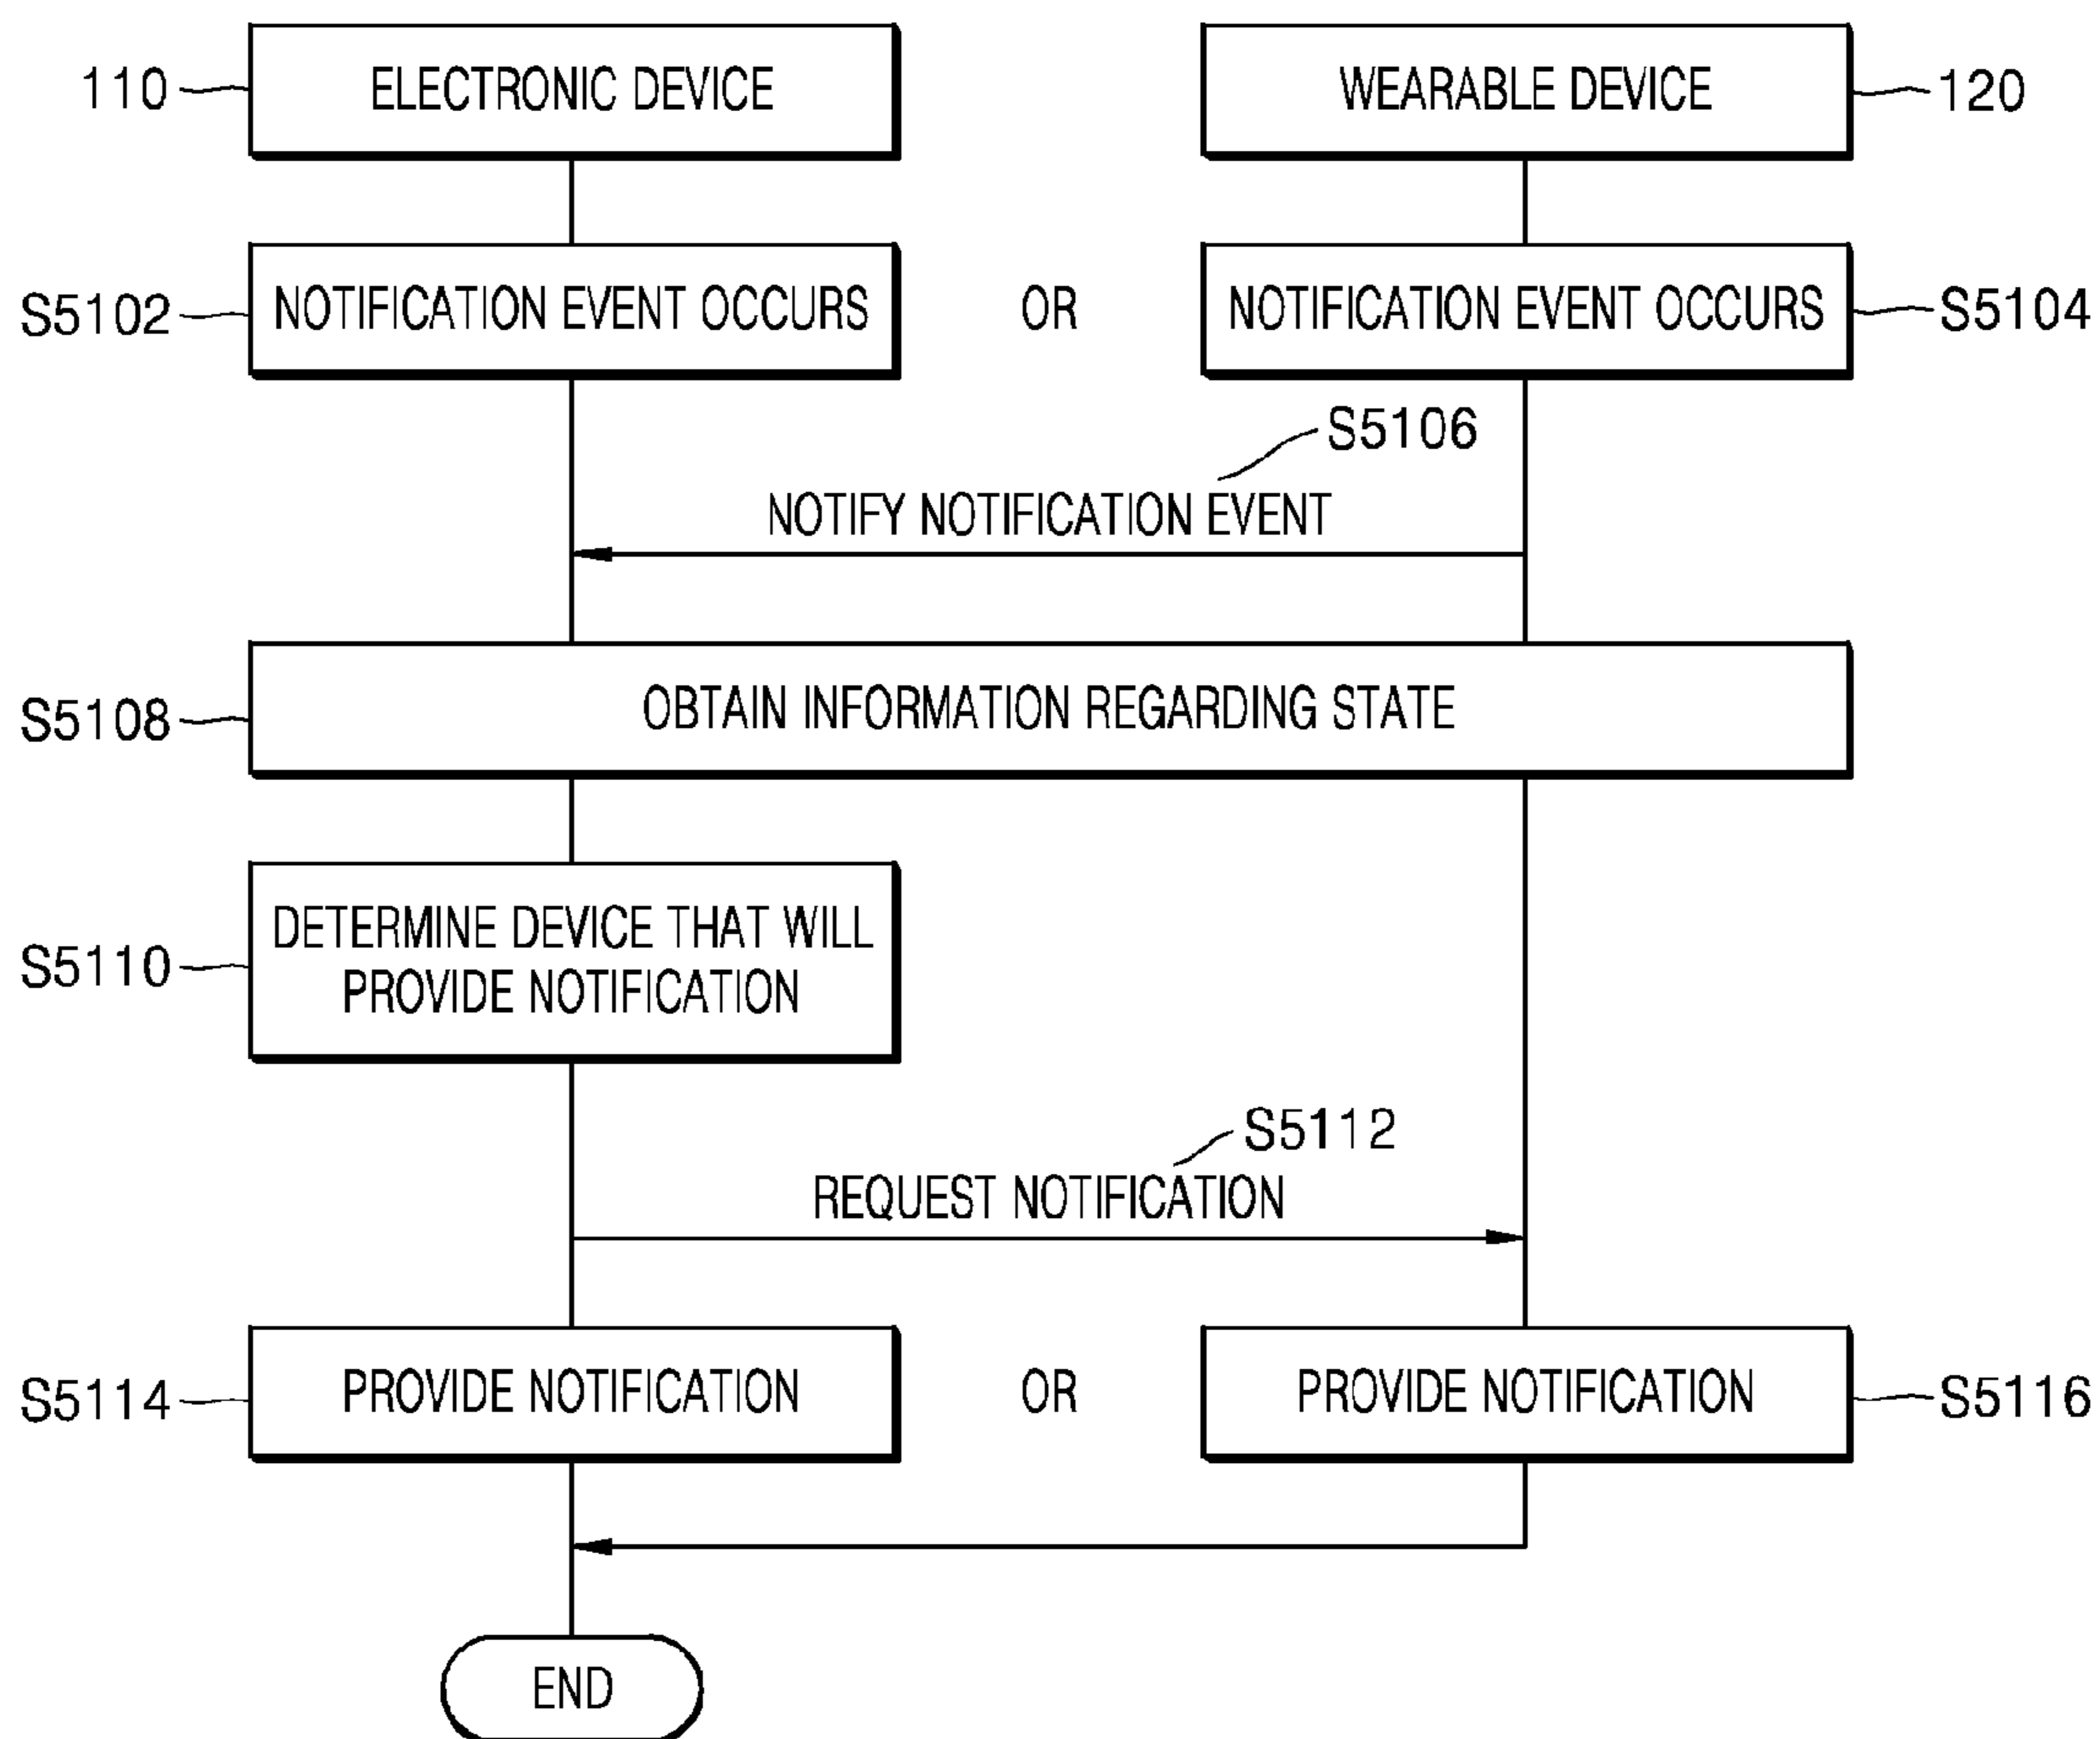 110
ELECTRONIC DEVICE
WEARABLE DEVICE
120
S5102
NOTIFICATION EVENT OCCURS
OR
NOTIFICATION EVENT OCCURS
S5104
S5106
NOTIFY NOTIFICATION EVENT
S5108
OBTAIN INFORMATION REGARDING STATE
S5110
DETERMINE DEVICE THAT WILL
PROVIDE NOTIFICATION
S5112
REQUEST NOTIFICATION
S5114
PROVIDE NOTIFICATION
OR
PROVIDE NOTIFICATION
S5116
END